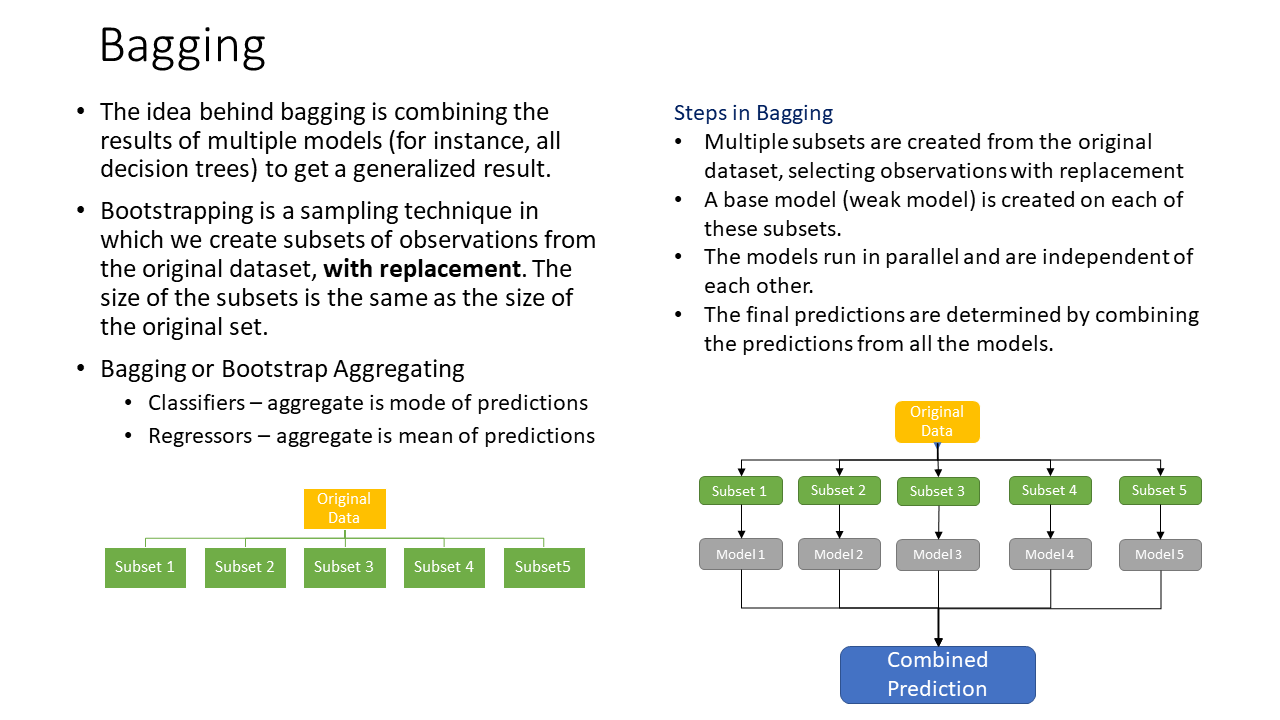 Bagging
• The idea behind bagging is combining the
results of multiple models (for instance, all
decision trees) to get a generalized result.
• Bootstrapping is a sampling technique in
which we create subsets of observations from
the original dataset, with replacement. The
size of the subsets is the same as the size of
the original set.
• Bagging or Bootstrap Aggregating
• Classifiers – aggregate is mode of predictions
• Regressors – aggregate is mean of predictions
Original
Data
Subset 1
Subset 2
Subset 3
Subset 4
Subset5
Steps in Bagging
• Multiple subsets are created from the original
dataset, selecting observations with replacement
• A base model (weak model) is created on each of
these subsets.
• The models run in parallel and are independent of
each other.
• The final predictions are determined by combining
the predictions from all the models.
Original
Data
Subset 1
Subset 2
Subset 3
Subset 4
Subset 5
Model 1
Model 2
Model 3
Model 4
Model 5
Combined
Prediction